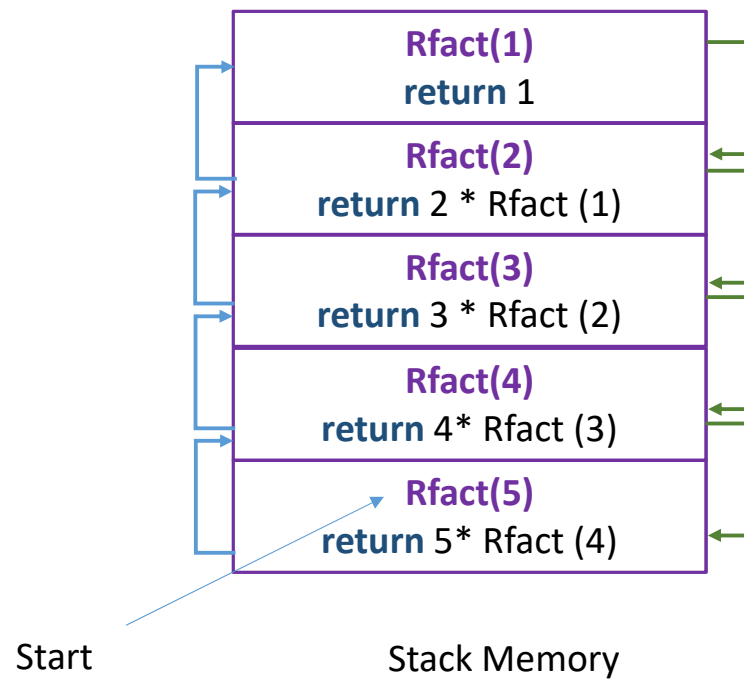 Rfact(1)
return 1
Rfact(2)
return 2 * Rfact (1)
Rfact(3)
return 3 * Rfact (2)
Rfact(4)
return 4* Rfact (3)
Rfact(5)
return 5* Rfact (4)
Start
Stack Memory